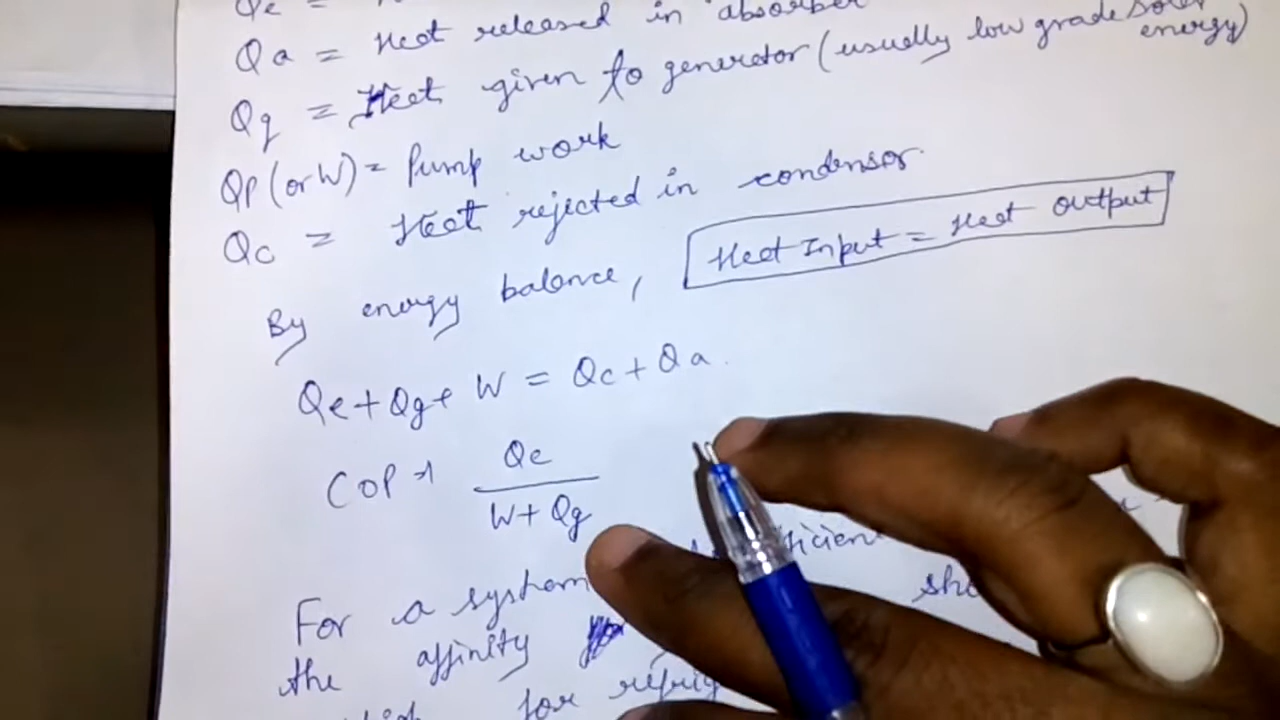 Qe =
Qa = Heat released in absorber
Qg = Heat given to generator (usually low grade solar energy)
Qp (or W) = Pump work
Qc = Heat rejected in condensor.
By energy balance, Heat Input = Heat Output
Qe + Qg + W = Qc + Qa.
COP = Qe / W + Qg
For a system
the affinity
for refrig